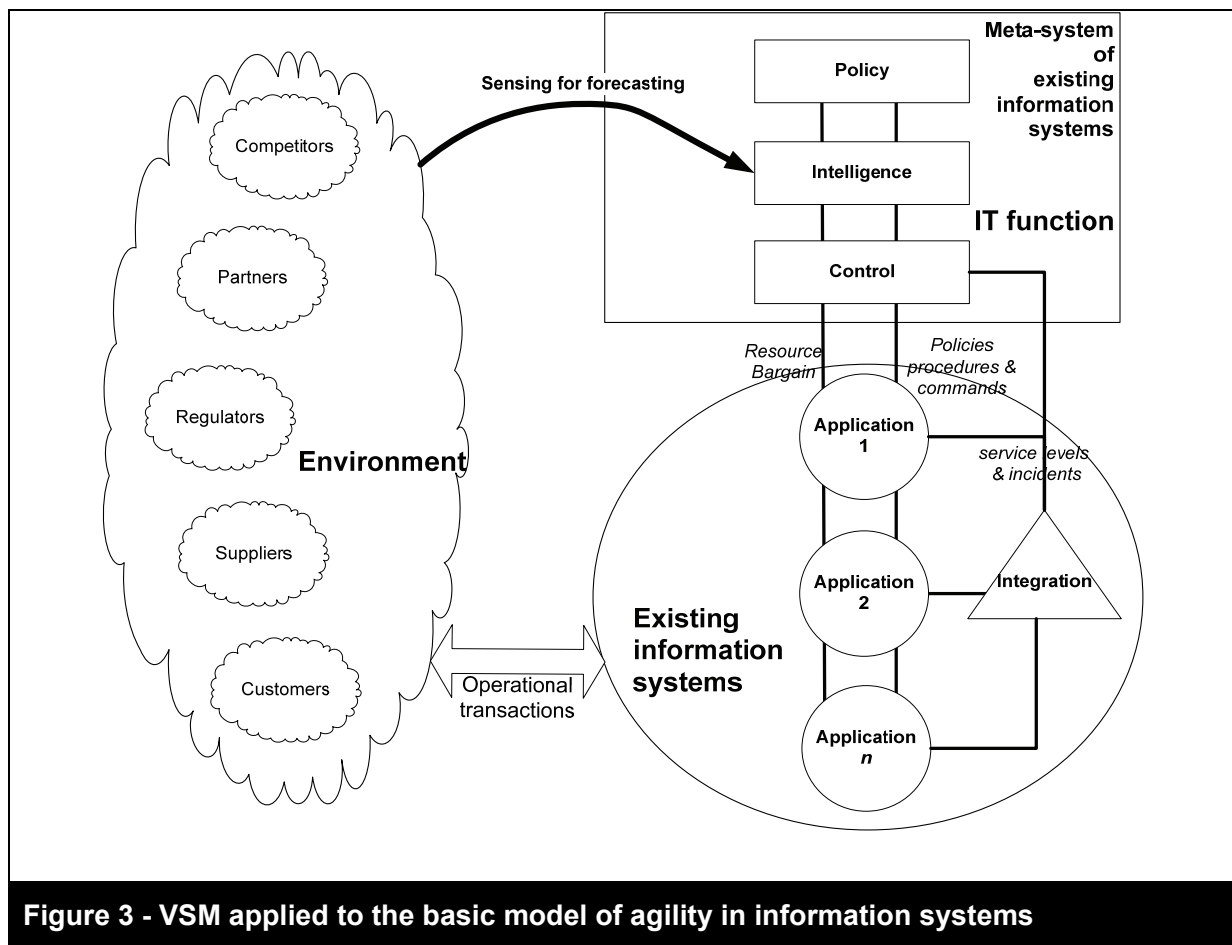 Meta-system
of
existing
information
systems
Policy
Sensing for forecasting
Competitors
Intelligence
IT function
Partners
Control
Resource
Bargain
Policies
procedures &
commands
Regulators
Application
1
Environment
service levels
& incidents
Suppliers
Application
2
Integration
Existing
information
systems
Customers
Operational
transactions
Application
n
Figure 3 - VSM applied to the basic model of agility in information systems